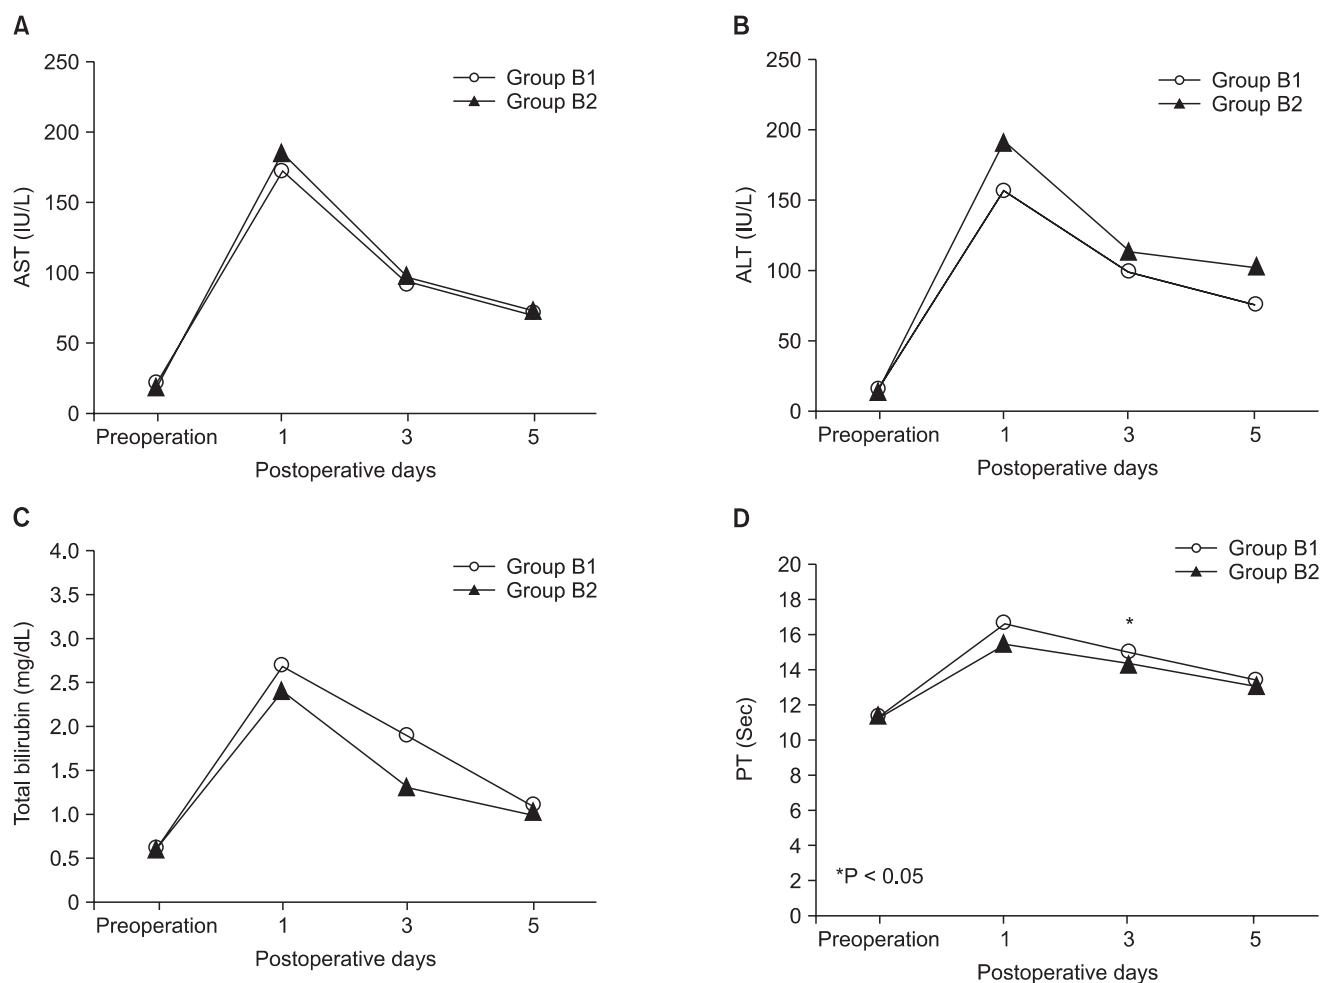 A
250
200
150
100
50
0
AST (IU/L)
Group B1
Group B2
Preoperation 1 3 5
Postoperative days
B
250
200
150
100
50
0
ALT (IU/L)
Group B1
Group B2
Preoperation 1 3 5
Postoperative days
C
4.0
3.5
3.0
2.5
2.0
1.5
1.0
0.5
0
Total bilirubin (mg/dL)
Group B1
Group B2
Preoperation 1 3 5
Postoperative days
D
20
18
16
14
12
10
8
6
4
2
0
PT (Sec)
Group B1
Group B2
*
*P < 0.05
Preoperation 1 3 5
Postoperative days